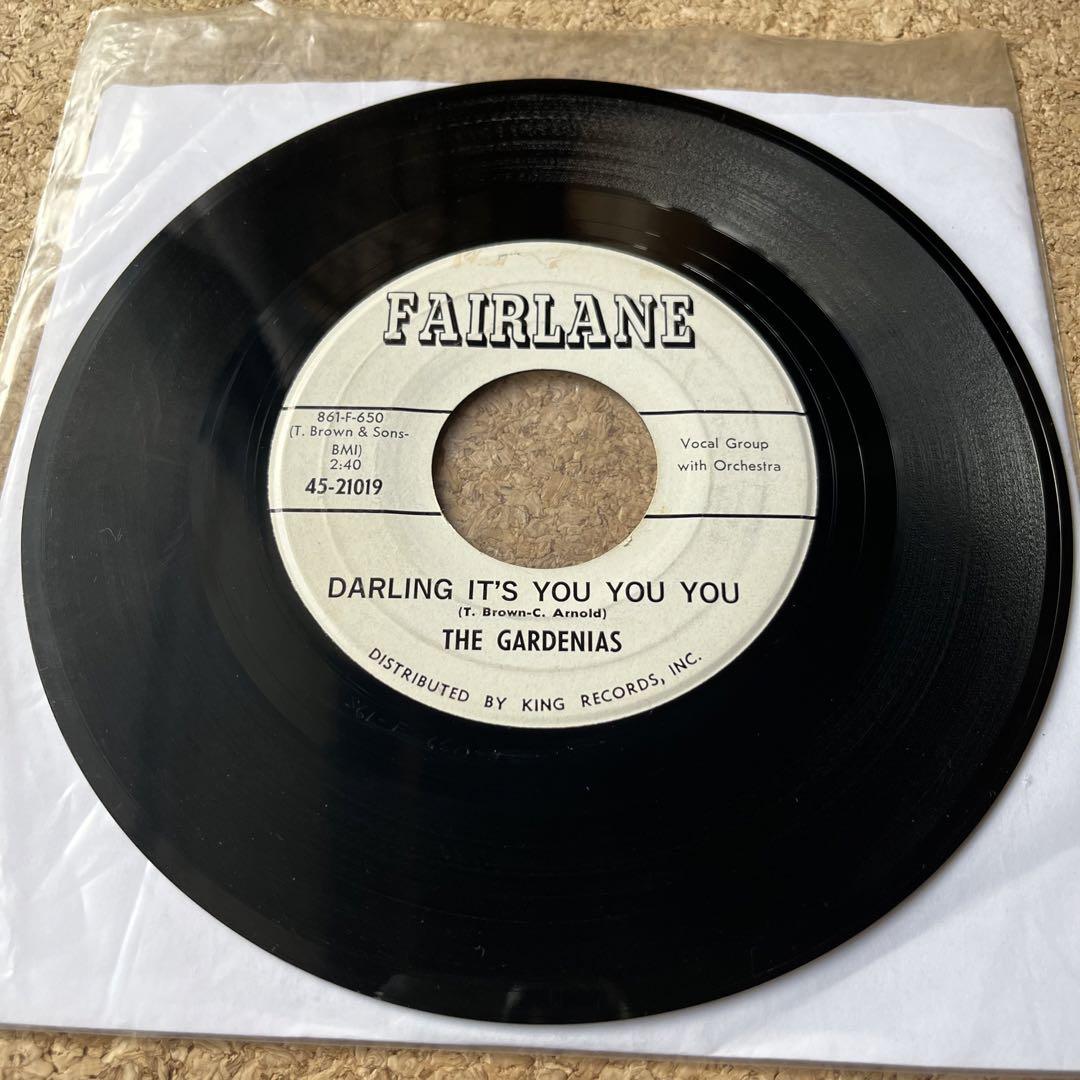 FAIRLANE
861-F-650
(T. Brown & Sons-
BMI)
2:40
45-21019
Vocal Group
with Orchestra
DARLING IT'S YOU YOU YOU
(T. Brown-C. Arnold)
THE GARDENIAS
DISTRIBUTED BY KING RECORDS, INC.